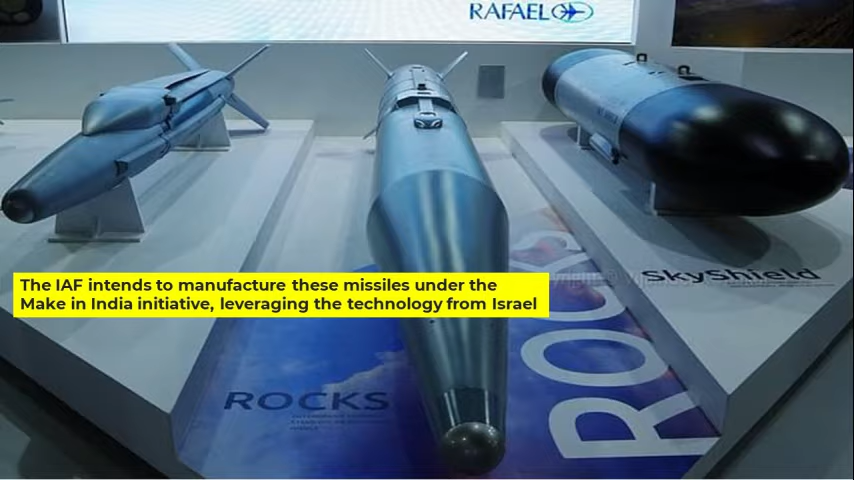 RAFAEL
The IAF intends to manufacture these missiles under the
Make in India initiative, leveraging the technology from Israel
SkyShield
ROCKS
ROCKS